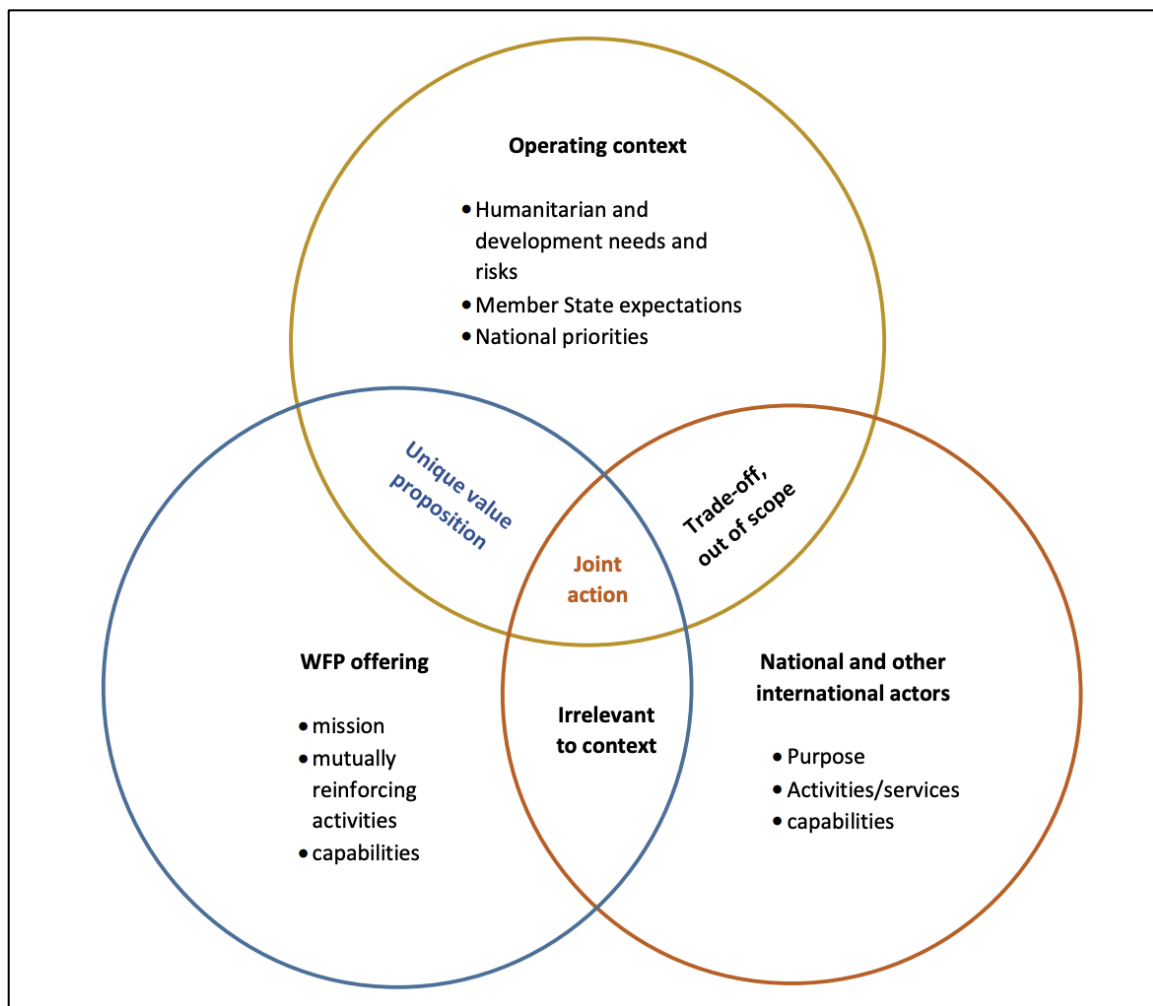 Operating context
• Humanitarian and
development needs and
risks
• Member State expectations
• National priorities
Unique value
proposition
Trade-off,
out of scope
Joint
action
WFP offering
• mission
• mutually
reinforcing
activities
• capabilities
Irrelevant
to context
National and other
international actors
• Purpose
• Activities/services
• capabilities